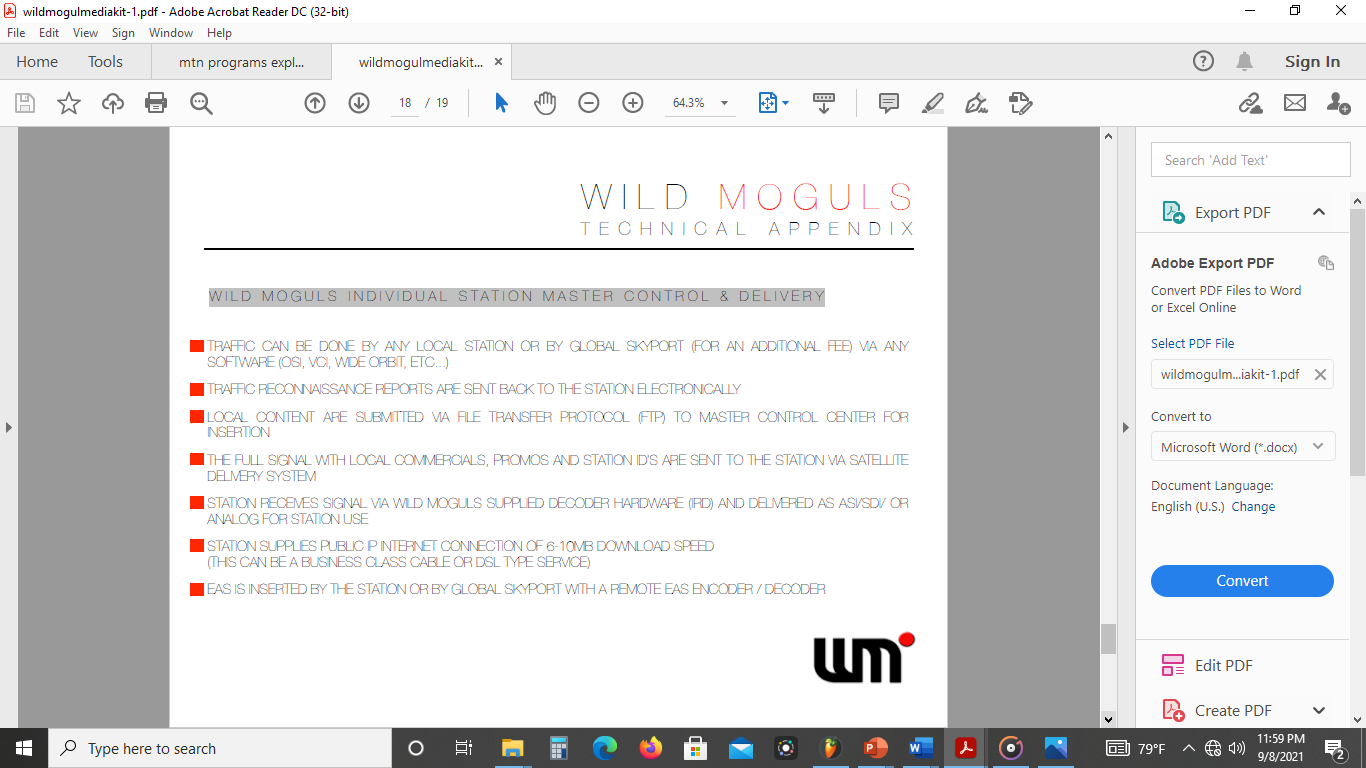 wildmogulmediakit-1.pdf - Adobe Acrobat Reader DC (32-bit)
File Edit View Sign Window Help
Home Tools mtn programs expl... wildmogulmediakit... Sign In
18 / 19 64.3%
WILD MOGULS
TECHNICAL APPENDIX
WILD MOGULS INDIVIDUAL STATION MASTER CONTROL & DELIVERY
TRAFFIC CAN BE DONE BY ANY LOCAL STATION OR BY GLOBAL SKYPORT (FOR AN ADDITIONAL FEE) VIA ANY
SOFTWARE (OSI, VCI, WIDE ORBIT, ETC...)
TRAFFIC RECONNAISSANCE REPORTS ARE SENT BACK TO THE STATION ELECTRONICALLY
LOCAL CONTENT ARE SUBMITTED VIA FILE TRANSFER PROTOCOL (FTP) TO MASTER CONTROL CENTER FOR
INSERTION
THE FULL SIGNAL WITH LOCAL COMMERCIALS, PROMOS AND STATION ID'S ARE SENT TO THE STATION VIA SATELLITE
DELIVERY SYSTEM
STATION RECEIVES SIGNAL VIA WILD MOGULS SUPPLIED DECODER HARDWARE (IRD) AND DELIVERED AS ASI/SDI/ OR
ANALOG FOR STATION USE
STATION SUPPLIES PUBLIC IP INTERNET CONNECTION OF 6-10MB DOWNLOAD SPEED
(THIS CAN BE A BUSINESS CLASS CABLE OR DSL TYPE SERVICE)
EAS IS INSERTED BY THE STATION OR BY GLOBAL SKYPORT WITH A REMOTE EAS ENCODER / DECODER
wm
Search 'Add Text'
Export PDF
Adobe Export PDF
Convert PDF Files to Word
or Excel Online
Select PDF File
wildmogulm...iakit-1.pdf
Convert to
Microsoft Word (*.docx)
Document Language:
English (U.S.) Change
Convert
Edit PDF
Create PDF
Type here to search
79°F
11:59 PM
9/8/2021
2